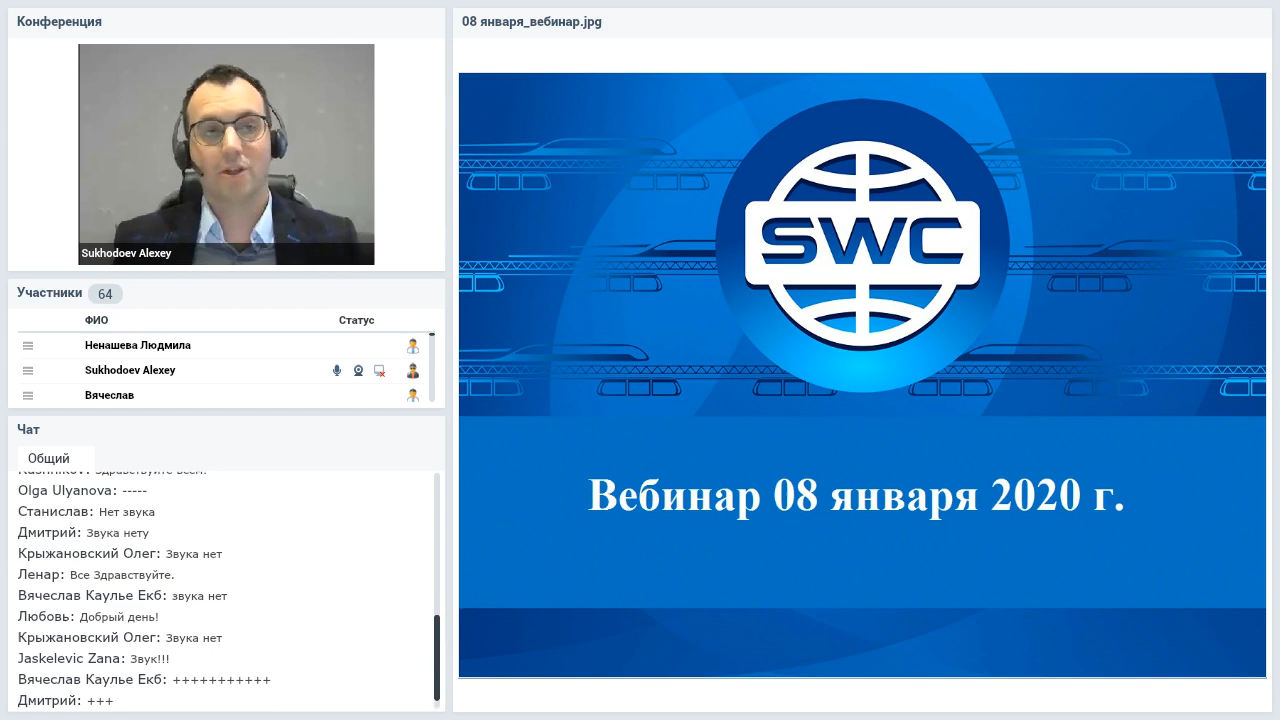 Конференция
Sukhodoev Alexey
Участники 64
ФИО Статус
Ненашева Людмила
Sukhodoev Alexey
Вячеслав
Чат
Общий
Olga Ulyanova: -----
Станислав: Нет звука
Дмитрий: Звука нету
Крыжановский Олег: Звука нет
Ленар: Все Здравствуйте.
Вячеслав Каулье Екб: звука нет
Любовь: Добрый день!
Крыжановский Олег: Звука нет
Jaskelevic Zana: Звук!!!
Вячеслав Каулье Екб: +++++++++++
Дмитрий: +++
08 января_вебинар.jpg
SWC
Вебинар 08 января 2020 г.